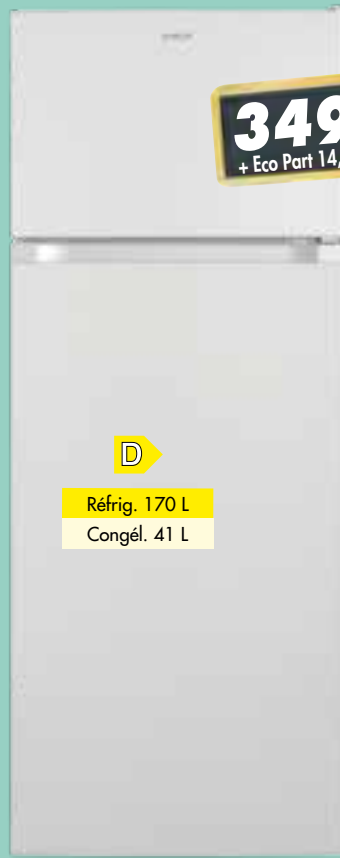 349
+ Eco Part 14,
D
Réfrig. 170 L
Congél. 41 L